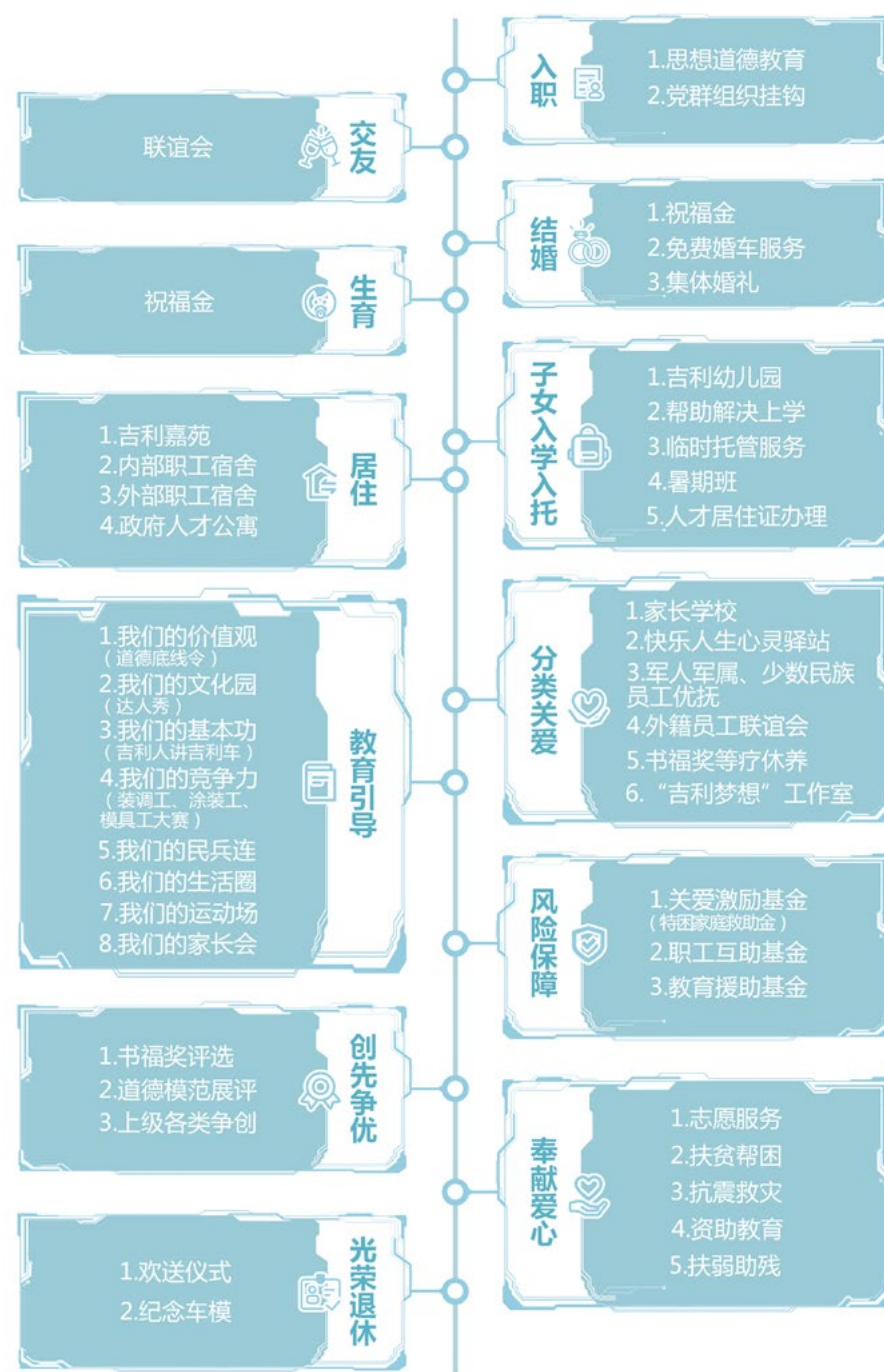 入职
1.思想道德教育
2.党群组织挂钩
交友
联谊会
结婚
1.祝福金
2.免费婚车服务
3.集体婚礼
生育
祝福金
子女入学入托
1.吉利幼儿园
2.帮助解决上学
3.临时托管服务
4.暑期班
5.人才居住证办理
居住
1.吉利嘉苑
2.内部职工宿舍
3.外部职工宿舍
4.政府人才公寓
分类关爱
1.家长学校
2.快乐人生心灵驿站
3.军人军属、少数民族
员工优抚
4.外籍员工联谊会
5.书福奖等疗休养
6.“吉利梦想”工作室
教育引导
1.我们的价值观
（道德底线令）
2.我们的文化园
（达人秀）
3.我们的基本功
（吉利人讲吉利车）
4.我们的竞争力
（装调工、涂装工、
模具工大赛）
5.我们的民兵连
6.我们的生活圈
7.我们的运动场
8.我们的家长会
风险保障
1.关爱激励基金
（特困家庭救助金）
2.职工互助基金
3.教育援助基金
创先争优
1.书福奖评选
2.道德模范展评
3.上级各类争创
奉献爱心
1.志愿服务
2.扶贫帮困
3.抗震救灾
4.资助教育
5.扶弱助残
光荣退休
1.欢送仪式
2.纪念车模